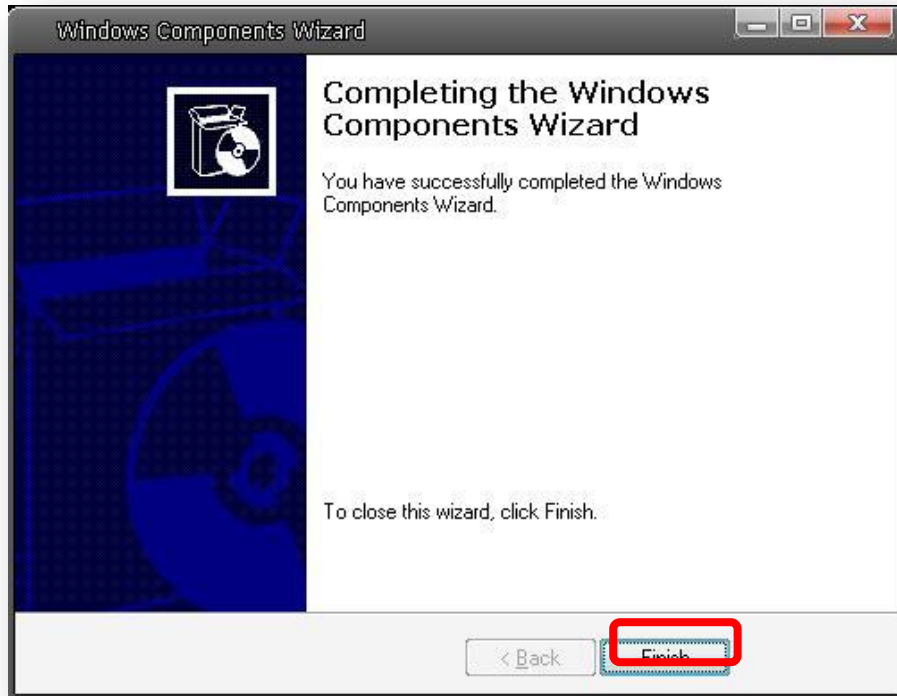 Windows Components Wizard
Completing the Windows
Components Wizard
You have successfully completed the Windows
Components Wizard.
To close this wizard, click Finish.
< Back
Finish